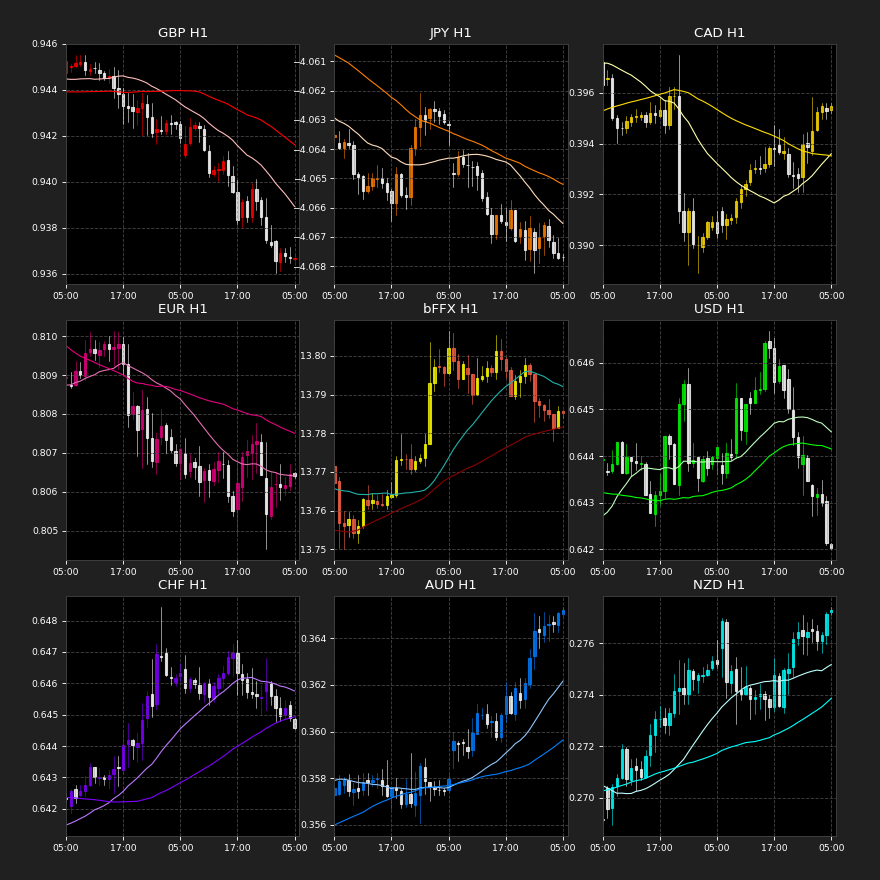 GBP H1
0.946
0.944
0.942
0.940
0.938
0.936
05:00 17:00 05:00 17:00 05:00
JPY H1
−4.061
−4.062
−4.063
−4.064
−4.065
−4.066
−4.067
−4.068
05:00 17:00 05:00 17:00 05:00
CAD H1
0.396
0.394
0.392
0.390
05:00 17:00 05:00 17:00 05:00
EUR H1
0.810
0.809
0.808
0.807
0.806
0.805
05:00 17:00 05:00 17:00 05:00
bFFX H1
13.80
13.79
13.78
13.77
13.76
13.75
05:00 17:00 05:00 17:00 05:00
USD H1
0.646
0.645
0.644
0.643
0.642
05:00 17:00 05:00 17:00 05:00
CHF H1
0.648
0.647
0.646
0.645
0.644
0.643
0.642
05:00 17:00 05:00 17:00 05:00
AUD H1
0.364
0.362
0.360
0.358
0.356
05:00 17:00 05:00 17:00 05:00
NZD H1
0.276
0.274
0.272
0.270
05:00 17:00 05:00 17:00 05:00